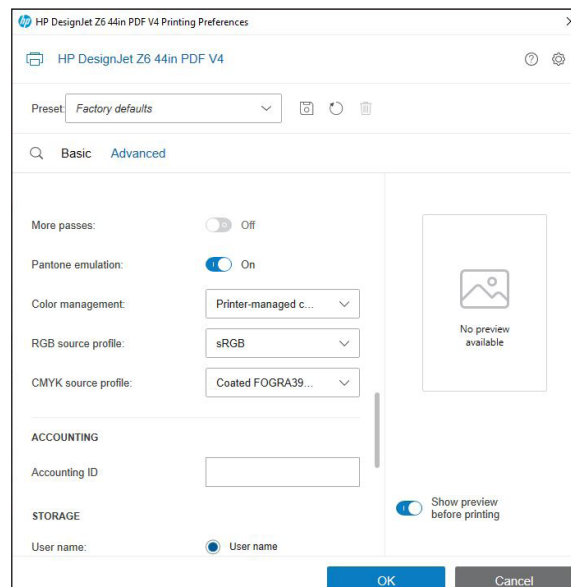 hp HP DesignJet Z6 44in PDF V4 Printing Preferences
HP DesignJet Z6 44in PDF V4
Preset: Factory defaults
Basic Advanced
More passes: Off
Pantone emulation: On
Color management: Printer-managed c...
RGB source profile: sRGB
CMYK source profile: Coated FOGRA39...
No preview
available
ACCOUNTING
Accounting ID
Show preview
before printing
STORAGE
User name: User name
OK Cancel